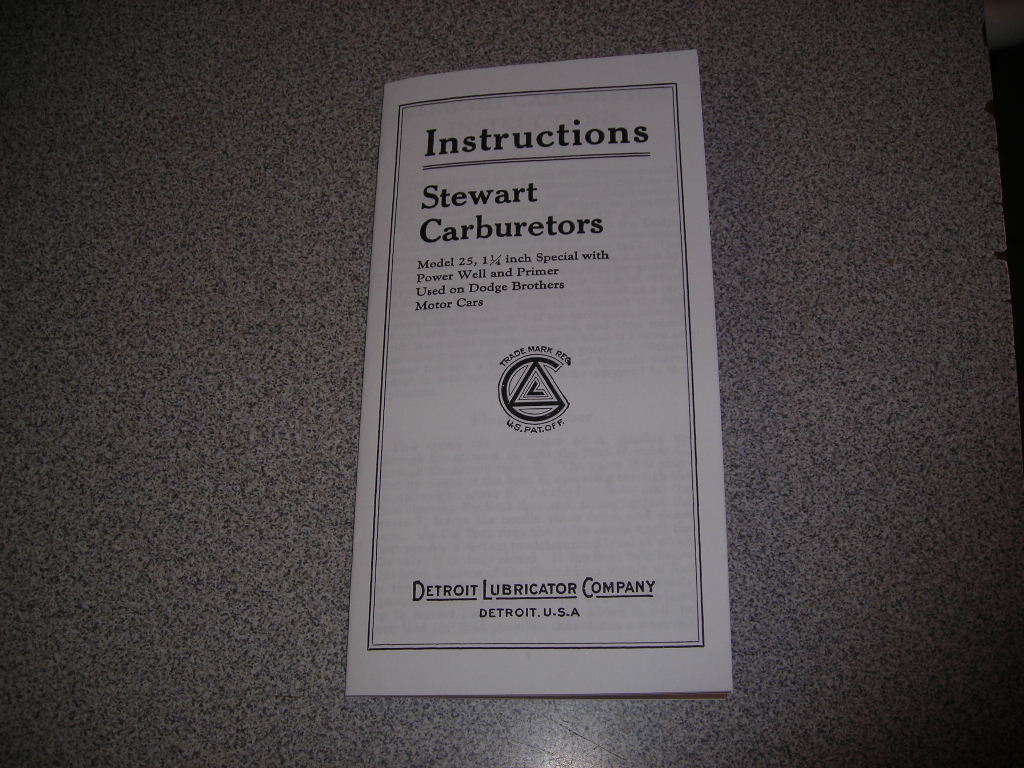 Instructions
Stewart
Carburetors
Model 25, 1¼ inch Special with
Power Well and Primer
Used on Dodge Brothers
Motor Cars
TRADE MARK REG
U.S. PAT. OFF.
DETROIT LUBRICATOR COMPANY
DETROIT. U.S.A